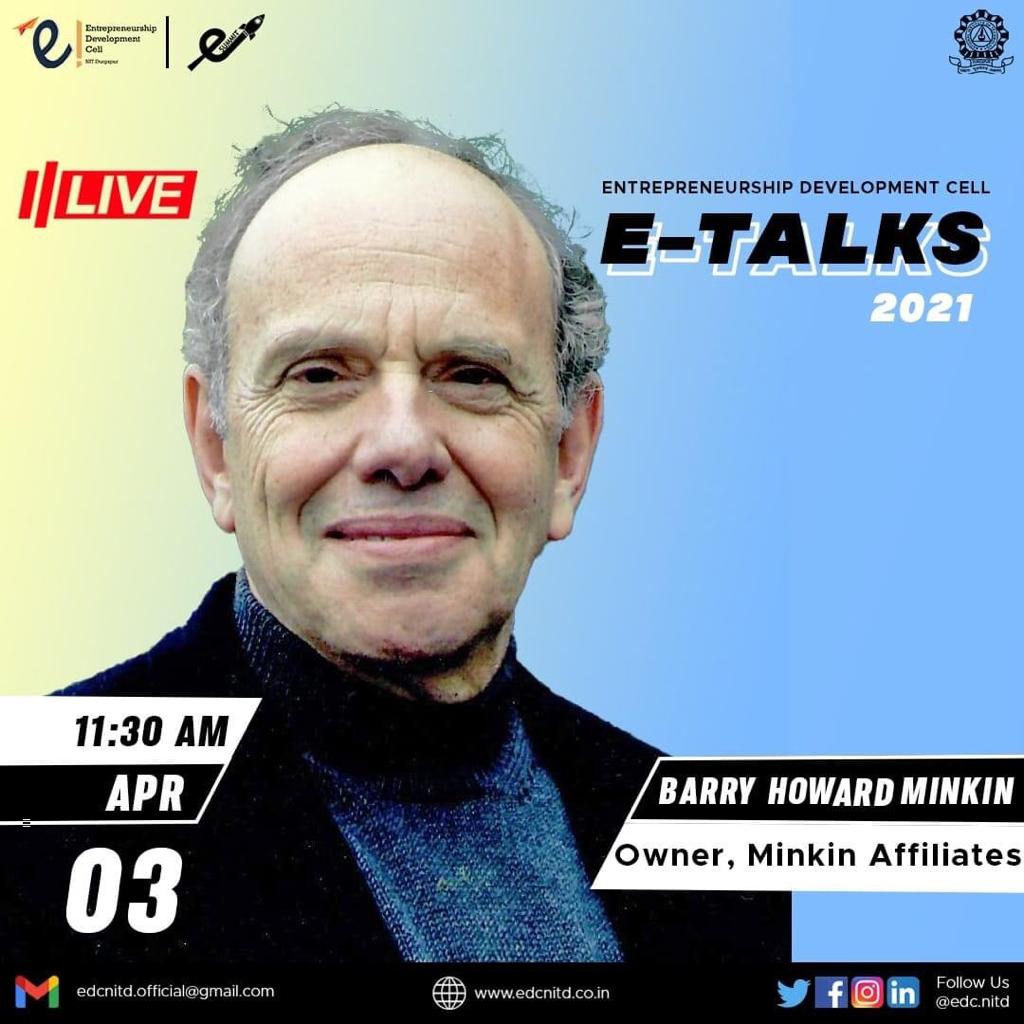 Entrepreneurship
Development
Cell
NIT Durgapur
SUMMIT
LIVE
ENTREPRENEURSHIP DEVELOPMENT CELL
E-TALKS
2021
11:30 AM
APR
03
BARRY HOWARD MINKIN
Owner, Minkin Affiliates
edcnitd.official@gmail.com
www.edcnitd.co.in
Follow Us
@edc.nitd